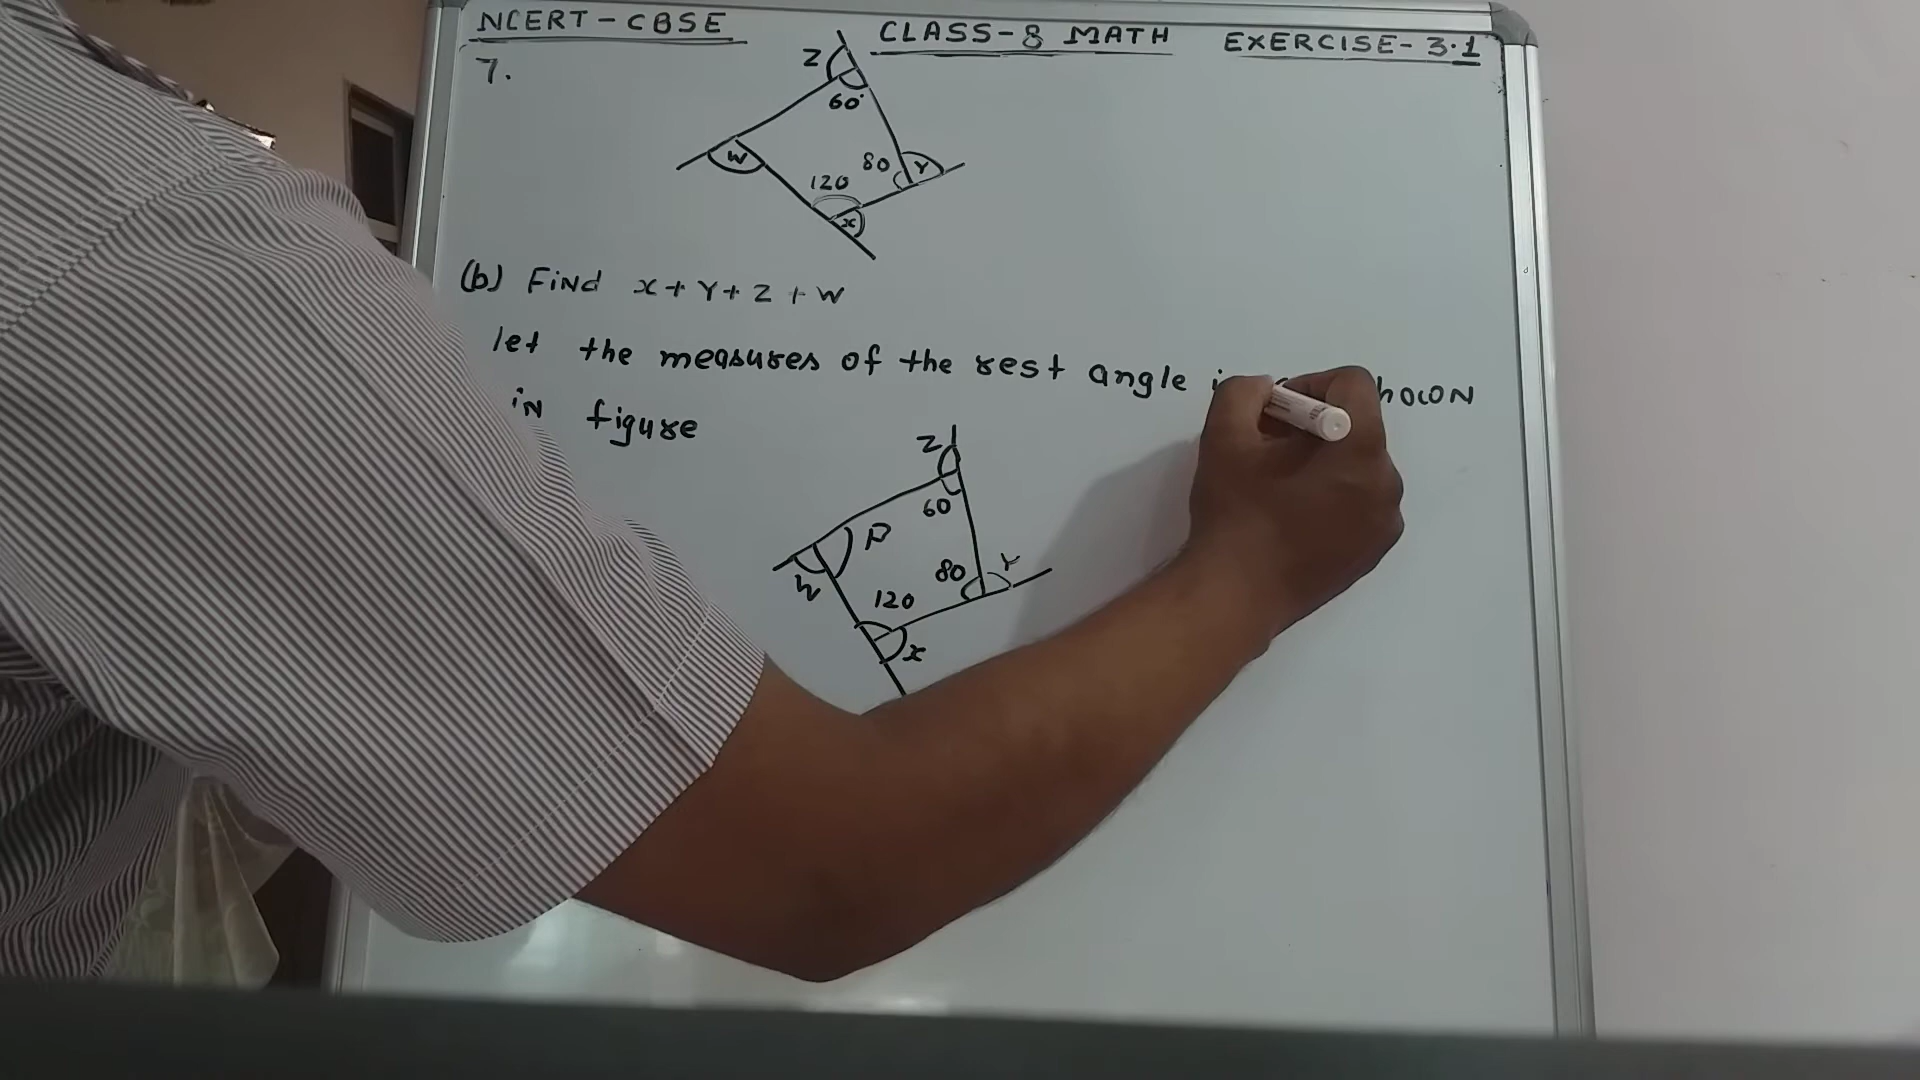 NCERT-CBSE CLASS-8 MATH EXERCISE-3.1
7.
Z
60°
W
80 Y
120
x
(b) Find x+Y+Z+W
let the measures of the rest angle
in figure
Z
60
P
W
80 Y
120
x